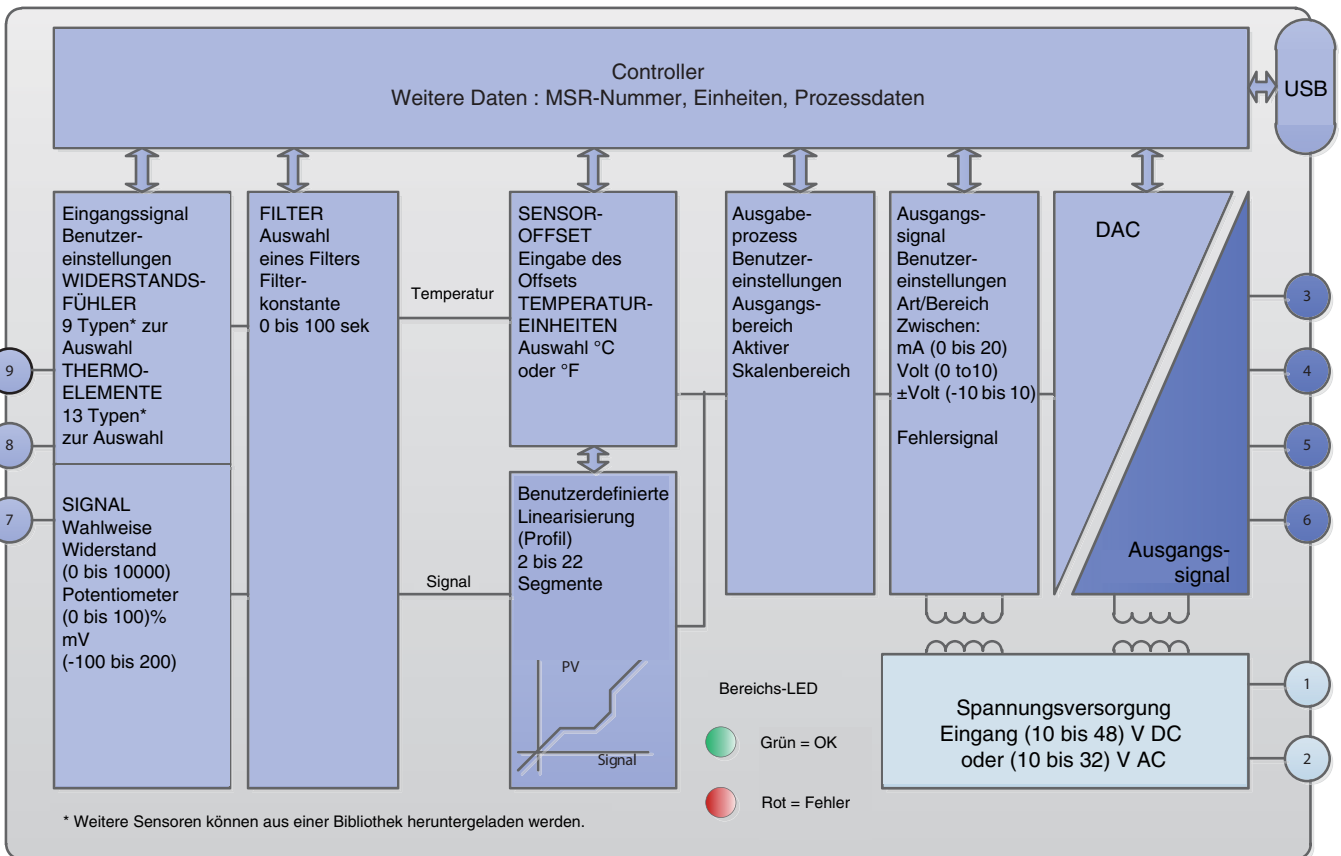 Controller
Weitere Daten : MSR-Nummer, Einheiten, Prozessdaten
USB
Eingangssignal
Benutzer-
einstellungen
WIDERSTANDS-
FÜHLER
9 Typen* zur
Auswahl
THERMO-
ELEMENTE
13 Typen*
zur Auswahl
SIGNAL
Wahlweise
Widerstand
(0 bis 10000)
Potentiometer
(0 bis 100)%
mV
(-100 bis 200)
9
8
7
FILTER
Auswahl
eines Filters
Filter-
konstante
0 bis 100 sek
Temperatur
Signal
SENSOR-
OFFSET
Eingabe des
Offsets
TEMPERATUR-
EINHEITEN
Auswahl °C
oder °F
Benutzerdefinierte
Linearisierung
(Profil)
2 bis 22
Segmente
PV
Signal
Ausgabe-
prozess
Benutzer-
einstellungen
Ausgangs-
bereich
Aktiver
Skalenbereich
Ausgangs-
signal
Benutzer-
einstellungen
Art/Bereich
Zwischen:
mA (0 bis 20)
Volt (0 to10)
±Volt (-10 bis 10)
Fehlersignal
DAC
Ausgangs-
signal
3
4
5
6
Bereichs-LED
Grün = OK
Rot = Fehler
Spannungsversorgung
Eingang (10 bis 48) V DC
oder (10 bis 32) V AC
1
2
* Weitere Sensoren können aus einer Bibliothek heruntergeladen werden.